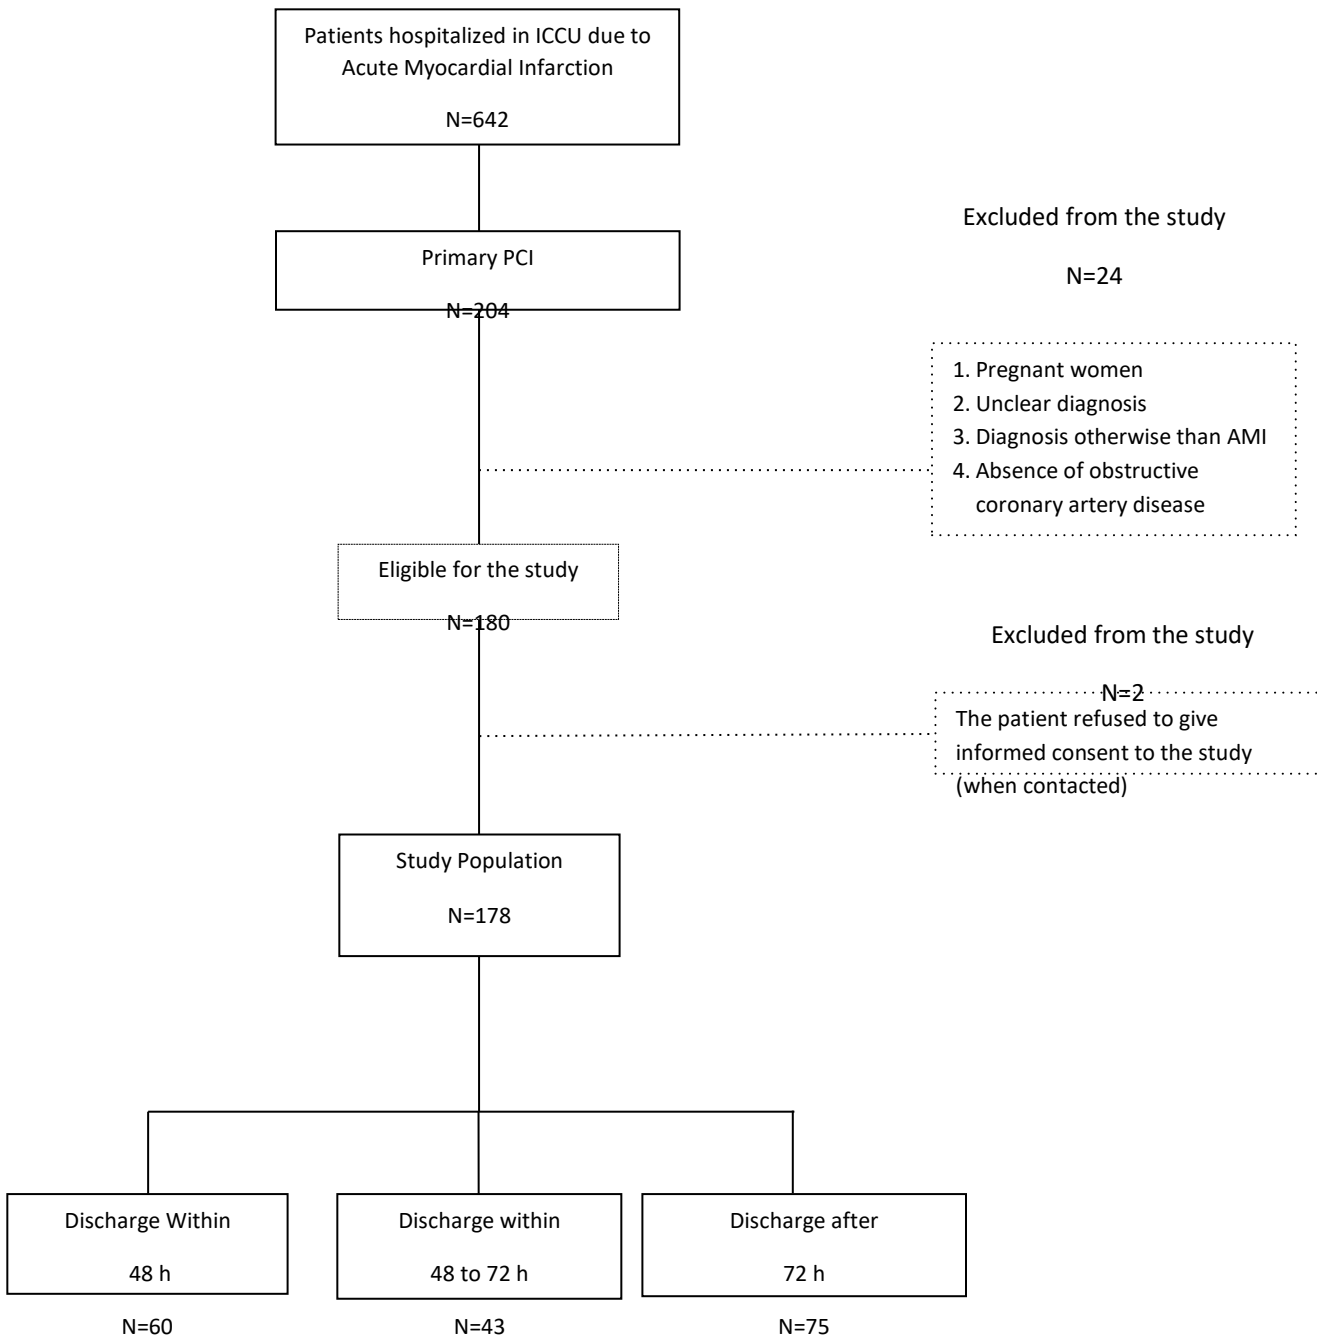 Patients hospitalized in ICCU due to
Acute Myocardial Infarction
N=642
Primary PCI
N=204
Excluded from the study
N=24
1. Pregnant women
2. Unclear diagnosis
3. Diagnosis otherwise than AMI
4. Absence of obstructive
coronary artery disease
Eligible for the study
N=180
Excluded from the study
N=2
The patient refused to give
informed consent to the study
(when contacted)
Study Population
N=178
Discharge Within
48 h
N=60
Discharge within
48 to 72 h
N=43
Discharge after
72 h
N=75